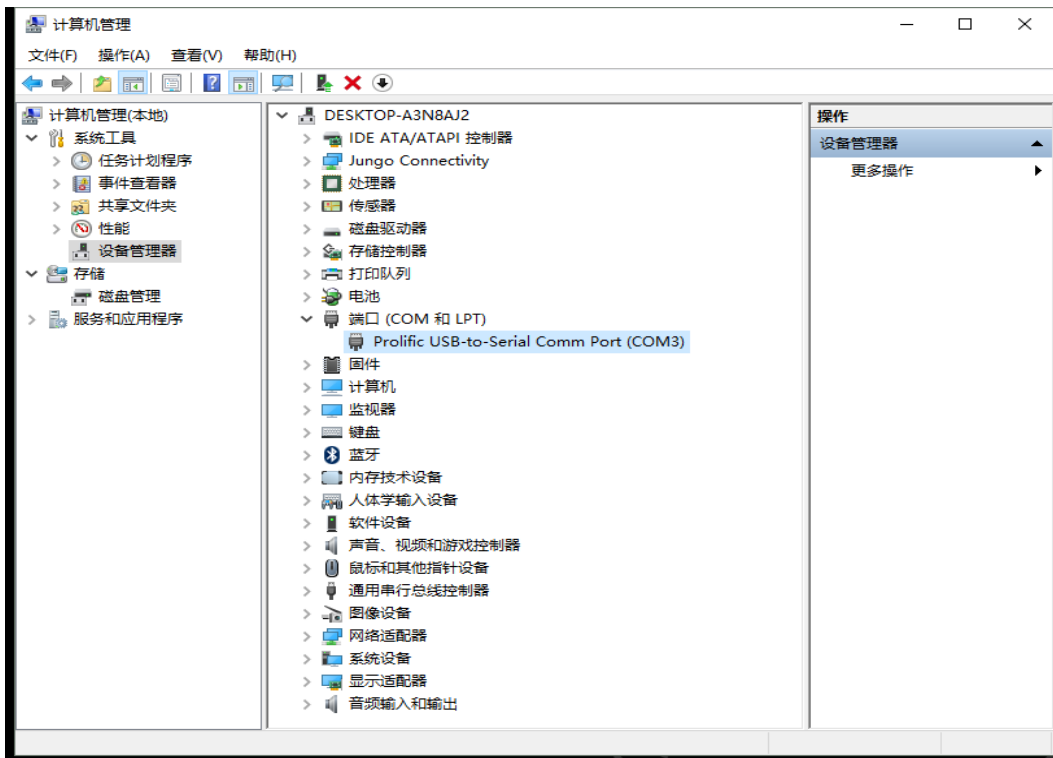 计算机管理
文件(F) 操作(A) 查看(V) 帮助(H)
计算机管理(本地)
系统工具
任务计划程序
事件查看器
共享文件夹
性能
设备管理器
存储
磁盘管理
服务和应用程序
DESKTOP-A3N8AJ2
IDE ATA/ATAPI 控制器
Jungo Connectivity
处理器
传感器
磁盘驱动器
存储控制器
打印队列
电池
端口 (COM 和 LPT)
Prolific USB-to-Serial Comm Port (COM3)
固件
计算机
监视器
键盘
蓝牙
内存技术设备
人体学输入设备
软件设备
声音、视频和游戏控制器
鼠标和其他指针设备
通用串行总线控制器
图像设备
网络适配器
系统设备
显示适配器
音频输入和输出
操作
设备管理器
更多操作